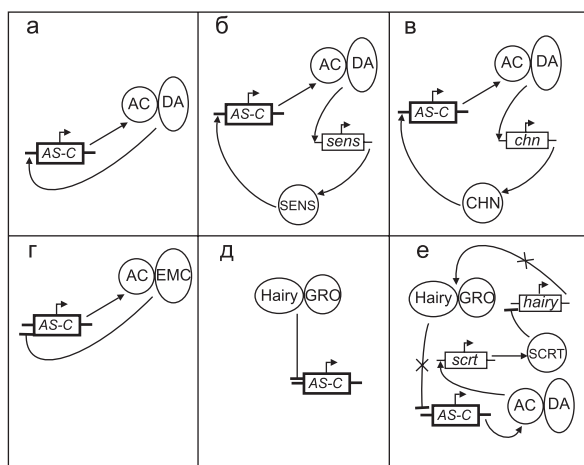 а
AC DA
AS-C
б
AC DA
AS-C
sens
SENS
в
AC DA
AS-C
chn
CHN
г
AC EMC
AS-C
д
Hairy GRO
AS-C
е
Hairy GRO
hairy
scrt
SCRT
AS-C
AC DA